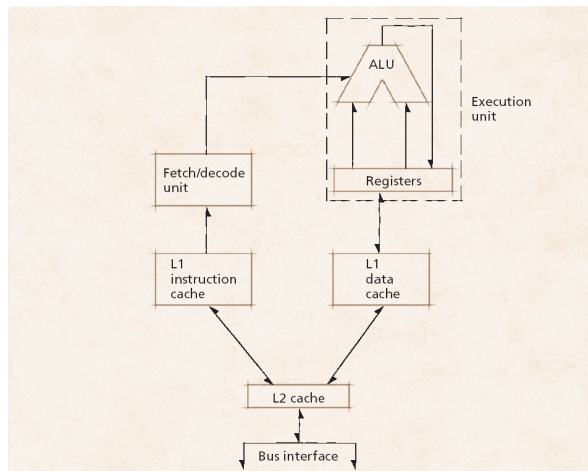 ALU
Execution
unit
Fetch/decode
unit
Registers
L1
instruction
cache
L1
data
cache
L2 cache
Bus interface